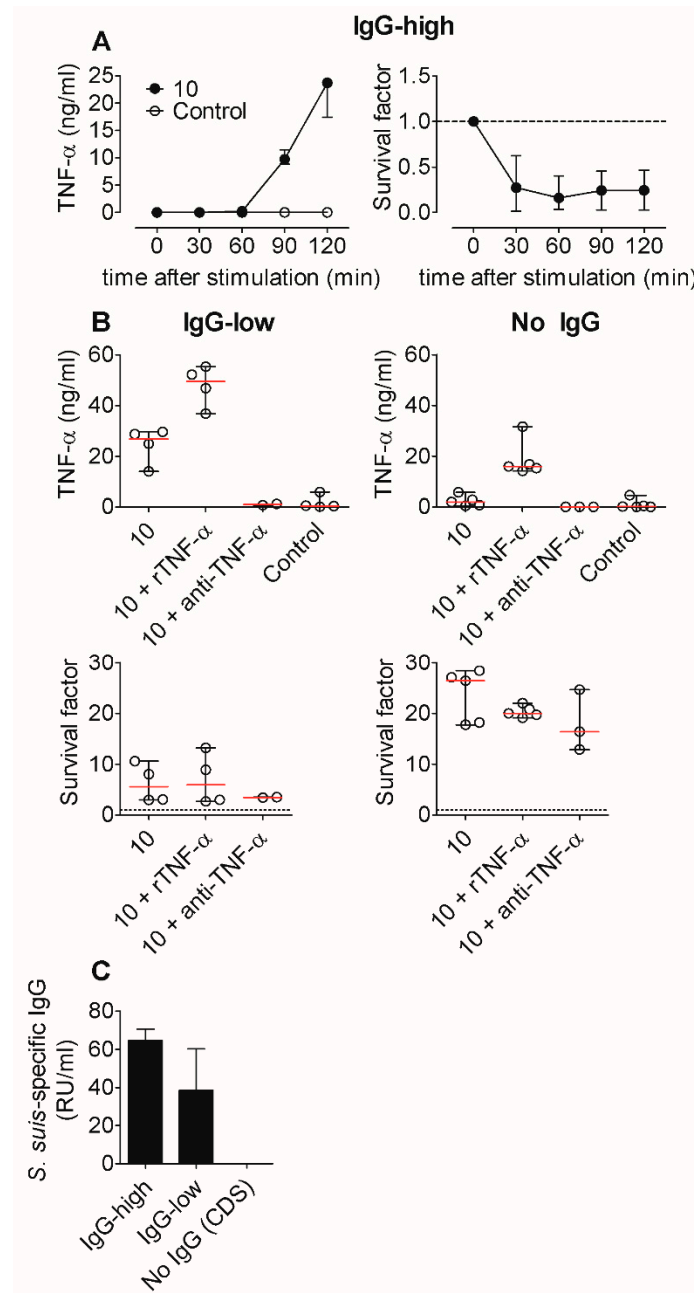 IgG-high
A
TNF-α (ng/ml)
25
20
15
10
5
0
10
Control
0 30 60 90 120
time after stimulation (min)
Survival factor
1.5
1.0
0.5
0.0
0 30 60 90 120
time after stimulation (min)
B
IgG-low
TNF-α (ng/ml)
60
40
20
0
10
10 + rTNF-α
10 + anti-TNF-α
Control
No IgG
TNF-α (ng/ml)
60
40
20
0
10
10 + rTNF-α
10 + anti-TNF-α
Control
Survival factor
30
20
10
0
10
10 + rTNF-α
10 + anti-TNF-α
Survival factor
30
20
10
0
10
10 + rTNF-α
10 + anti-TNF-α
C
S. suis-specific IgG
(RU/ml)
80
60
40
20
0
IgG-high
IgG-low
No IgG (CDS)